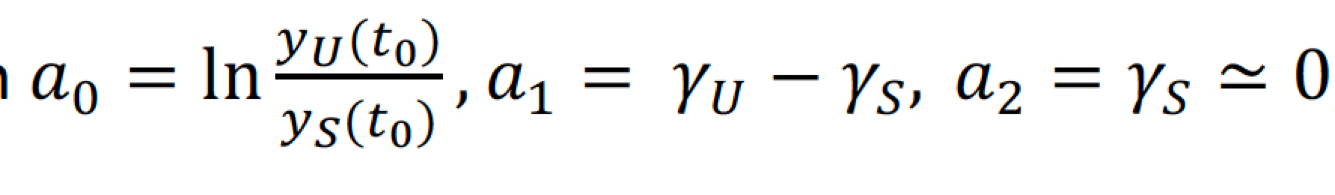 a₀ = ln y_U(t₀)/y_S(t₀), a₁ = γ_U − γ_S, a₂ = γ_S ≃ 0